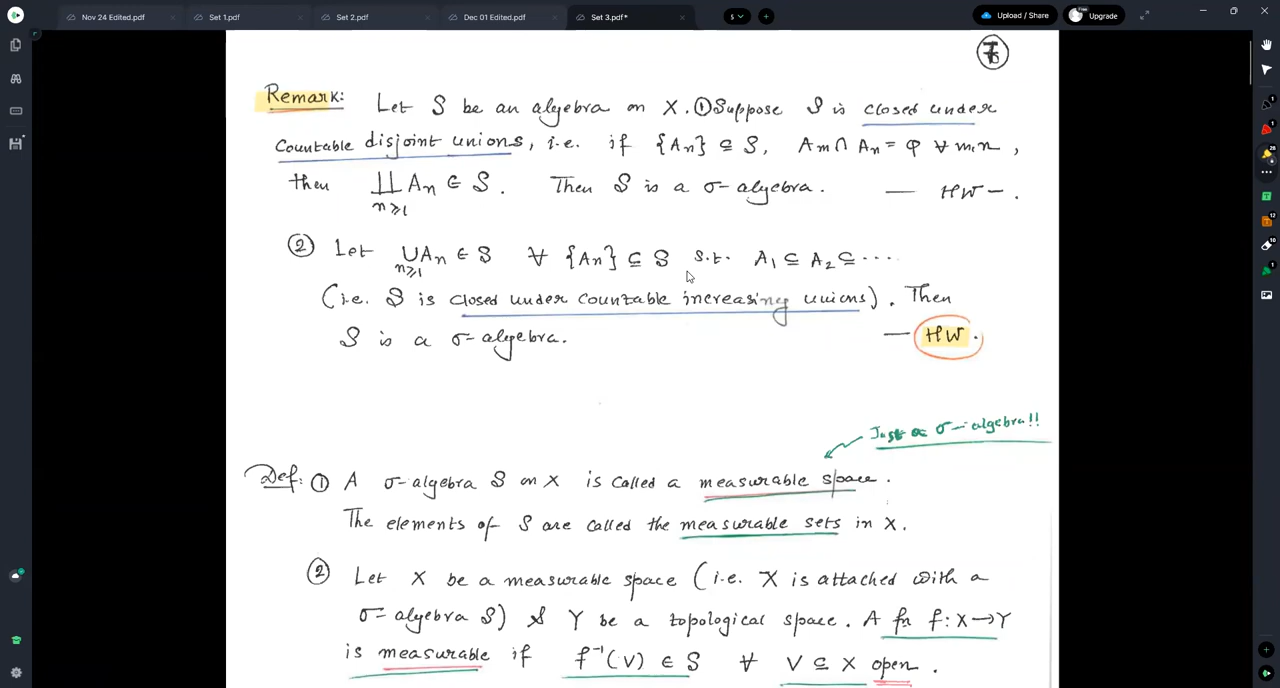 Nov 24 Edited.pdf
Set 1.pdf
Set 2.pdf
Dec 01 Edited.pdf
Set 3.pdf*
5
Upload / Share
Free
Upgrade
Remark: Let S be an algebra on X. ① Suppose S is closed under
countable disjoint unions, i.e. if {An} ⊆ S, Am ∩ An = φ ∀ m,n,
then ∐ An ∈ S. Then S is a σ-algebra. — HW —.
n≥1
② Let ∪An ∈ S ∀ {An} ⊆ S s.t. A₁ ⊆ A₂ ⊆ ...
n≥1
(i.e. S is closed under countable increasing unions). Then
S is a σ-algebra. — HW.
Just a σ-algebra!!
Def: ① A σ-algebra S on X is called a measurable space.
The elements of S are called the measurable sets in X.
② Let X be a measurable space (i.e. X is attached with a
σ-algebra S) & Y be a topological space. A fn f: X→Y
is measurable if f⁻¹(V) ∈ S ∀ V ⊆ X open.